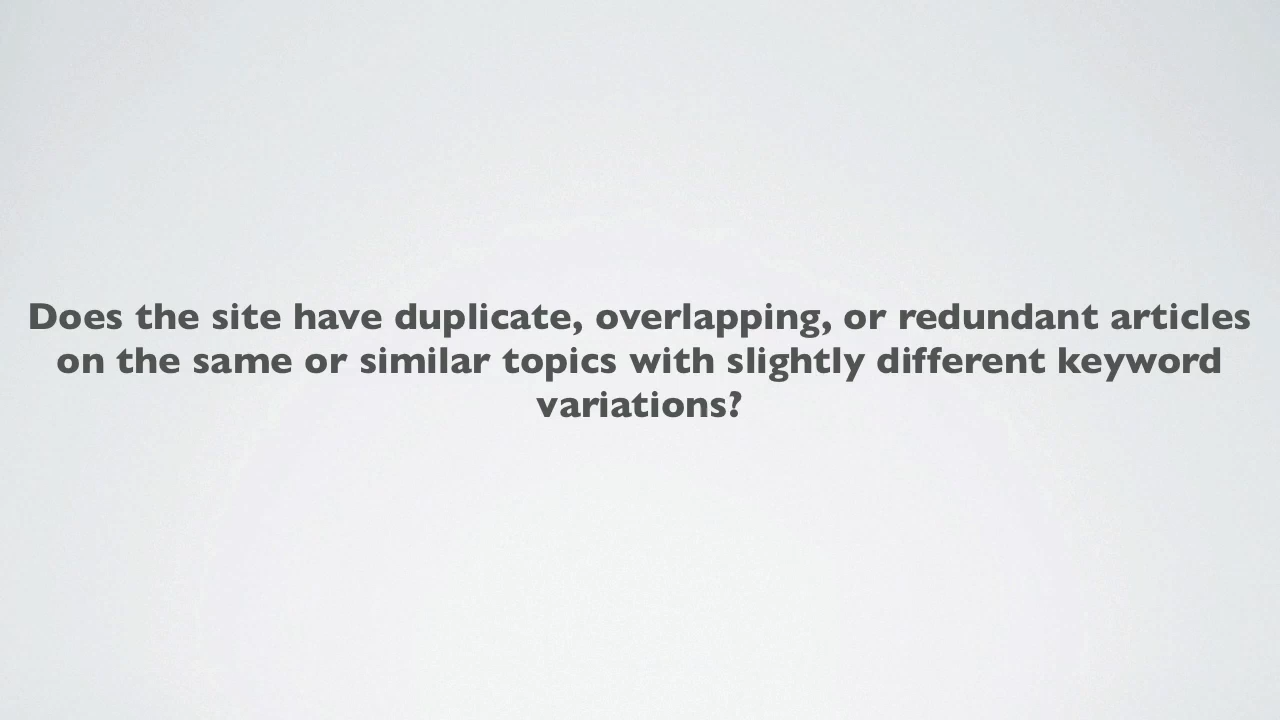 Does the site have duplicate, overlapping, or redundant articles
on the same or similar topics with slightly different keyword
variations?